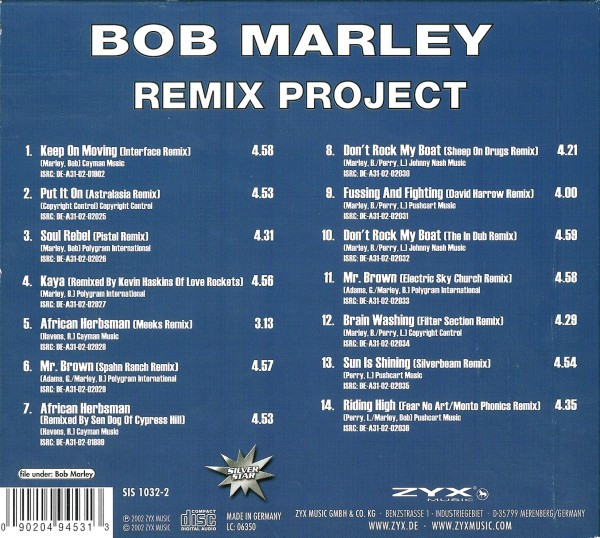 BOB MARLEY
REMIX PROJECT
1. Keep On Moving (Interface Remix) 4.58
(Marley, Bob) Cayman Music
ISRC: DE-A31-02-01902
2. Put It On (Astralasia Remix) 4.53
(Copyright Control) Copyright Control
ISRC: DE-A31-02-02025
3. Soul Rebel (Pistel Remix) 4.31
(Marley, Bob) Polygram International
ISRC: DE-A31-02-02026
4. Kaya (Remixed By Kevin Haskins Of Love Rockets) 4.56
(Marley, B.) Polygram International
ISRC: DE-A31-02-02027
5. African Herbsman (Meeks Remix) 3.13
(Havens, R.) Cayman Music
ISRC: DE-A31-02-02028
6. Mr. Brown (Spahn Ranch Remix) 4.57
(Adams, G./Marley, B.) Polygram International
ISRC: DE-A31-02-02029
7. African Herbsman
(Remixed By Sen Dog Of Cypress Hill) 4.53
(Havens, R.) Cayman Music
ISRC: DE-A31-02-01899
8. Don't Rock My Boat (Sheep On Drugs Remix) 4.21
(Marley, B./Perry, L.) Johnny Nash Music
ISRC: DE-A31-02-02030
9. Fussing And Fighting (David Harrow Remix) 4.00
(Marley, B./Perry, L.) Pushcart Music
ISRC: DE-A31-02-02031
10. Don't Rock My Boat (The In Dub Remix) 4.59
(Marley, B./Perry, L.) Johnny Nash Music
ISRC: DE-A31-02-02032
11. Mr. Brown (Electric Sky Church Remix) 4.58
(Adams, G./Marley, B.) Polygram International
ISRC: DE-A31-02-02033
12. Brain Washing (Filter Section Remix) 4.29
(Marley, B./Perry, L.) Copyright Control
ISRC: DE-A31-02-02034
13. Sun Is Shining (Silverbeam Remix) 4.54
(Perry, L.) Pushcart Music
ISRC: DE-A31-02-02035
14. Riding High (Fear No Art/Monte Phonics Remix) 4.35
(Perry, L./Marley, Bob) Pushcart Music
ISRC: DE-A31-02-02036
file under: Bob Marley
SIS 1032-2
SILVER
STAR
ZYX
MUSIC
0 90204 94531 3
℗ 2002 ZYX MUSIC
© 2002 ZYX MUSIC
COMPACT
disc
DIGITAL AUDIO
MADE IN GERMANY
LC: 06350
ZYX MUSIC GMBH & CO. KG · BENZSTRASSE 1 · INDUSTRIEGEBIET · D-35799 MERENBERG/GERMANY
WWW.ZYX.DE · WWW.ZYXMUSIC.COM